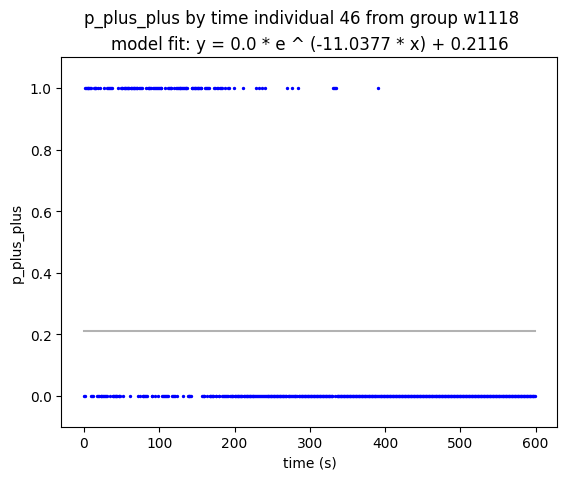 p_plus_plus by time individual 46 from group w1118
model fit: y = 0.0 * e ^ (-11.0377 * x) + 0.2116
1.0
0.8
0.6
0.4
0.2
0.0
p_plus_plus
0 100 200 300 400 500 600
time (s)